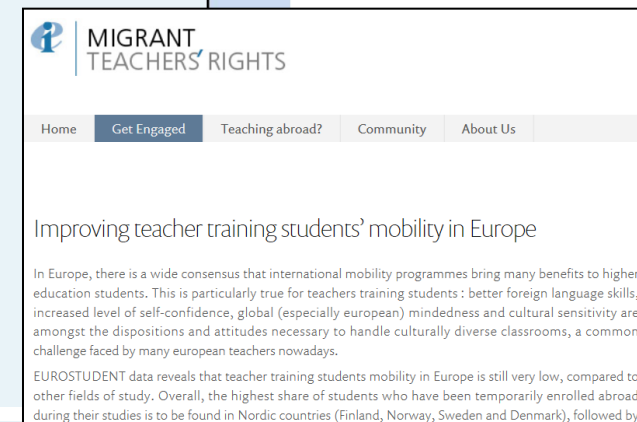 MIGRANT
TEACHERS' RIGHTS
Home Get Engaged Teaching abroad? Community About Us
Improving teacher training students' mobility in Europe
In Europe, there is a wide consensus that international mobility programmes bring many benefits to higher
education students. This is particularly true for teachers training students : better foreign language skills,
increased level of self-confidence, global (especially european) mindedness and cultural sensitivity are
amongst the dispositions and attitudes necessary to handle culturally diverse classrooms, a common
challenge faced by many european teachers nowadays.
EUROSTUDENT data reveals that teacher training students mobility in Europe is still very low, compared to
other fields of study. Overall, the highest share of students who have been temporarily enrolled abroad
during their studies is to be found in Nordic countries (Finland, Norway, Sweden and Denmark), followed by